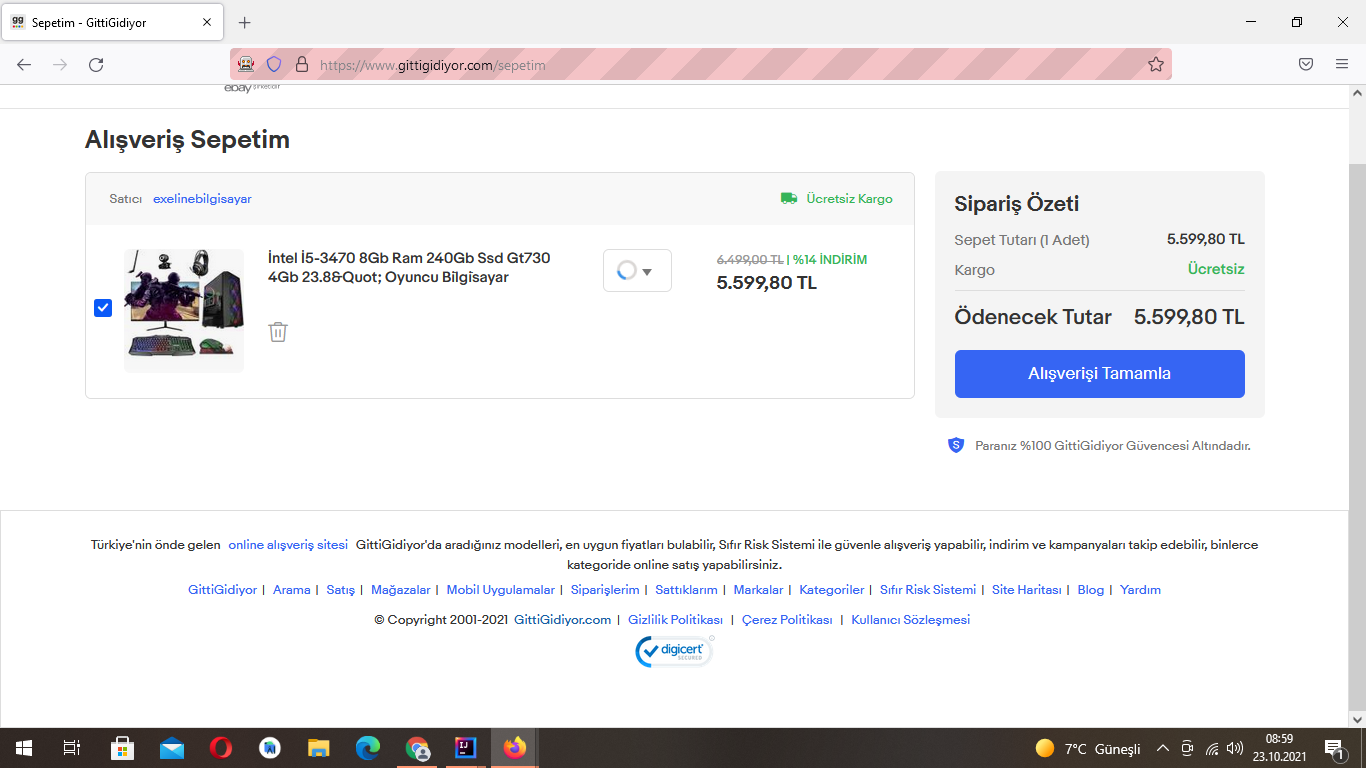 Sepetim - GittiGidiyor
https://www.gittigidiyor.com/sepetim
ebay şirketidir
Alışveriş Sepetim
Satıcı exelinebilgisayar
Ücretsiz Kargo
İntel İ5-3470 8Gb Ram 240Gb Ssd Gt730
4Gb 23.8&Quot; Oyuncu Bilgisayar
6.499,00 TL | %14 İNDİRİM
5.599,80 TL
Sipariş Özeti
Sepet Tutarı (1 Adet) 5.599,80 TL
Kargo Ücretsiz
Ödenecek Tutar 5.599,80 TL
Alışverişi Tamamla
Paranız %100 GittiGidiyor Güvencesi Altındadır.
Türkiye'nin önde gelen online alışveriş sitesi GittiGidiyor'da aradığınız modelleri, en uygun fiyatları bulabilir, Sıfır Risk Sistemi ile güvenle alışveriş yapabilir, indirim ve kampanyaları takip edebilir, binlerce
kategoride online satış yapabilirsiniz.
GittiGidiyor | Arama | Satış | Mağazalar | Mobil Uygulamalar | Siparişlerim | Sattıklarım | Markalar | Kategoriler | Sıfır Risk Sistemi | Site Haritası | Blog | Yardım
© Copyright 2001-2021 GittiGidiyor.com | Gizlilik Politikası | Çerez Politikası | Kullanıcı Sözleşmesi
digicert
SECURED
7°C Güneşli
08:59
23.10.2021
1